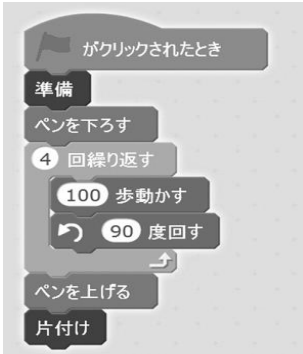 がクリックされたとき
準備
ペンを下ろす
4 回繰り返す
100 歩動かす
90 度回す
ペンを上げる
片付け